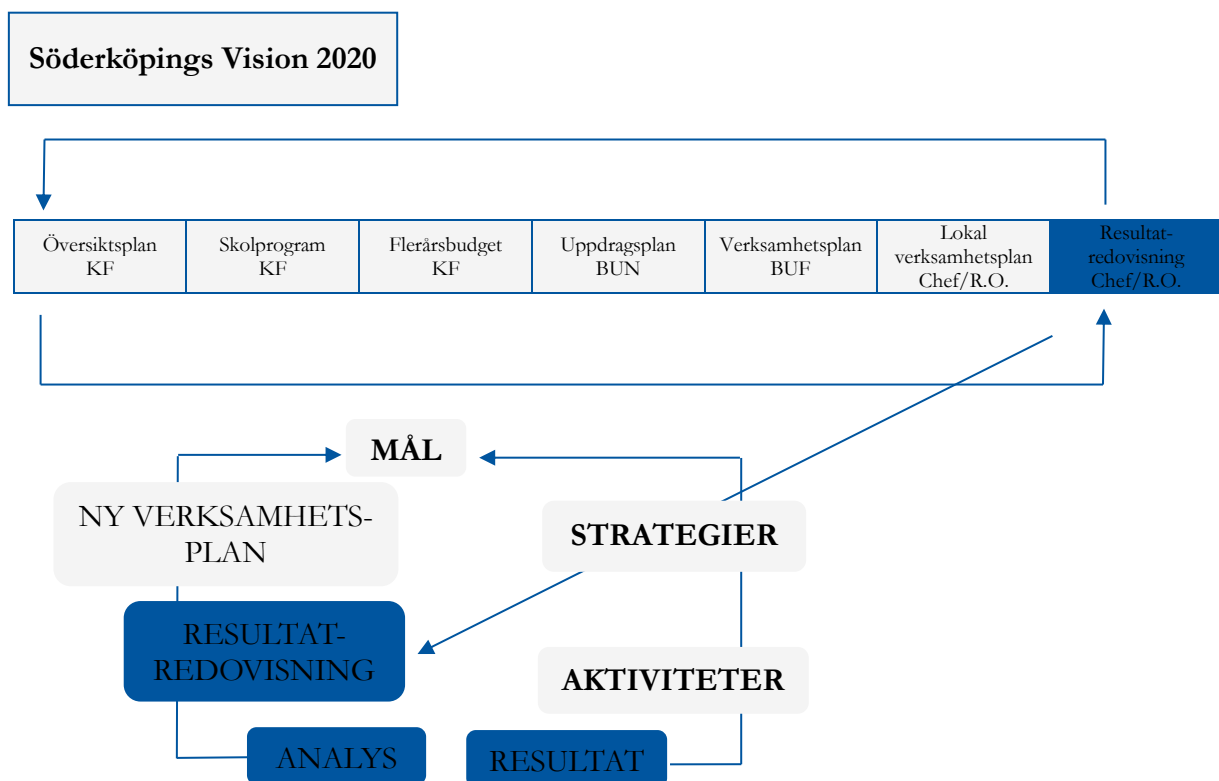 Söderköpings Vision 2020
Översiktsplan
KF
Skolprogram
KF
Flerårsbudget
KF
Uppdragsplan
BUN
Verksamhetsplan
BUF
Lokal
verksamhetsplan
Chef/R.O.
Resultat-
redovisning
Chef/R.O.
MÅL
NY VERKSAMHETS-
PLAN
STRATEGIER
RESULTAT-
REDOVISNING
AKTIVITETER
ANALYS
RESULTAT